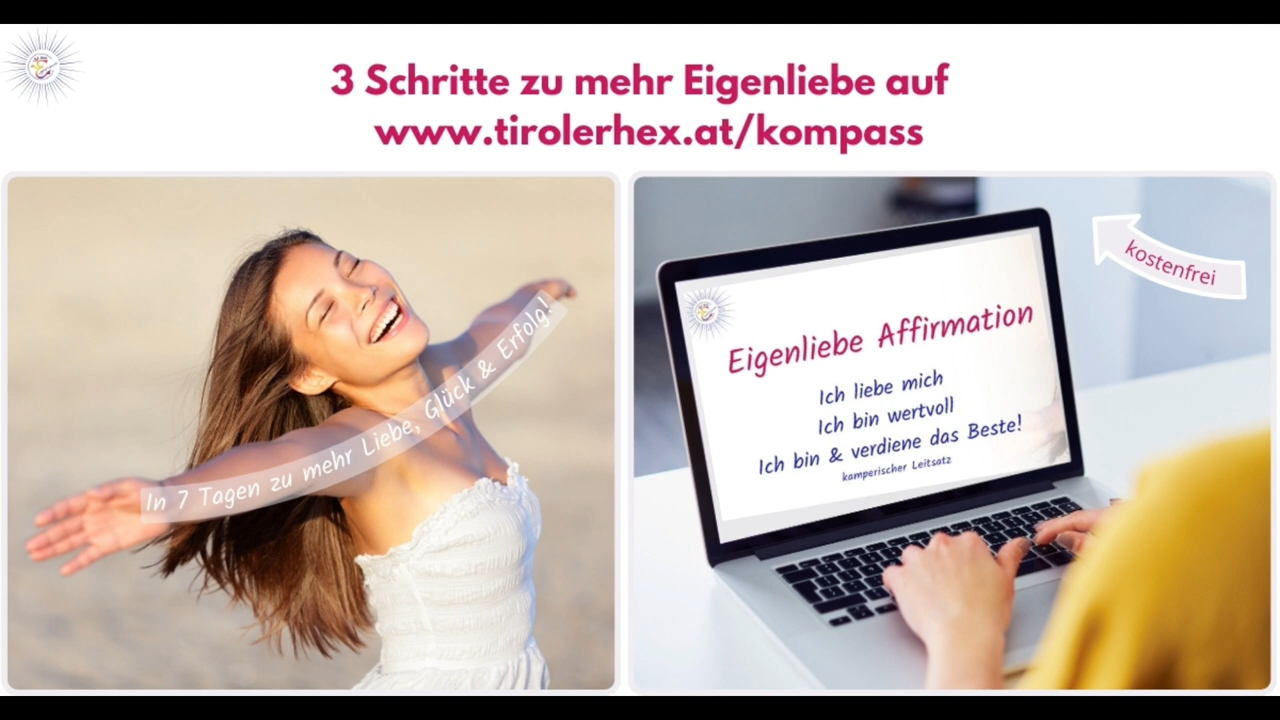 3 Schritte zu mehr Eigenliebe auf
www.tirolerhex.at/kompass
In 7 Tagen zu mehr Liebe, Glück & Erfolg!
kostenfrei
Eigenliebe Affirmation
Ich liebe mich
Ich bin wertvoll
Ich bin & verdiene das Beste!
kamperischer Leitsatz